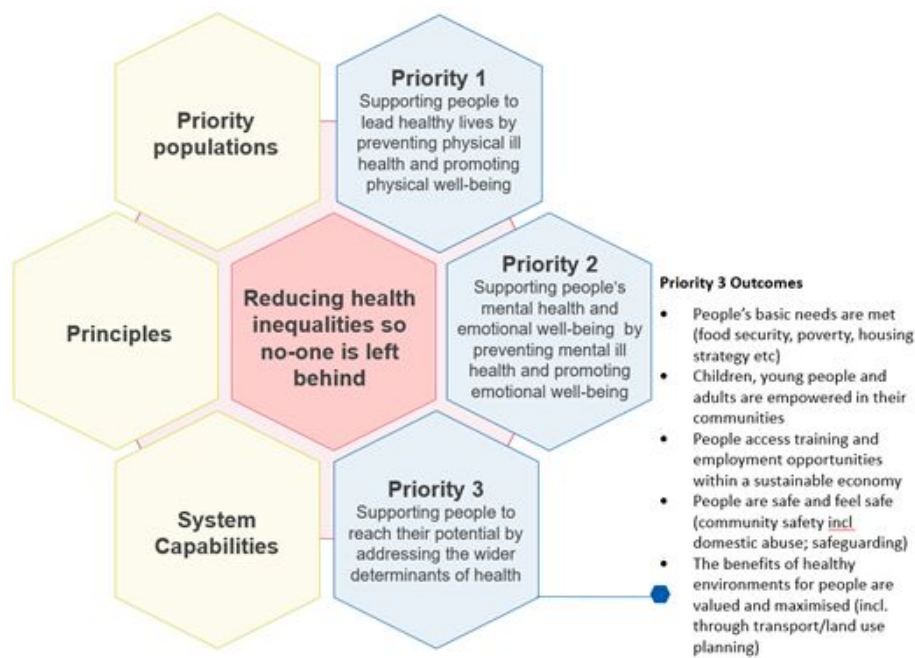 Priority
populations
Priority 1
Supporting people to
lead healthy lives by
preventing physical ill
health and promoting
physical well-being
Principles
Reducing health
inequalities so
no-one is left
behind
Priority 2
Supporting people's
mental health and
emotional well-being by
preventing mental ill
health and promoting
emotional well-being
System
Capabilities
Priority 3
Supporting people to
reach their potential by
addressing the wider
determinants of health
Priority 3 Outcomes
• People's basic needs are met
(food security, poverty, housing
strategy etc)
• Children, young people and
adults are empowered in their
communities
• People access training and
employment opportunities
within a sustainable economy
• People are safe and feel safe
(community safety incl
domestic abuse; safeguarding)
• The benefits of healthy
environments for people are
valued and maximised (incl.
through transport/land use
planning)